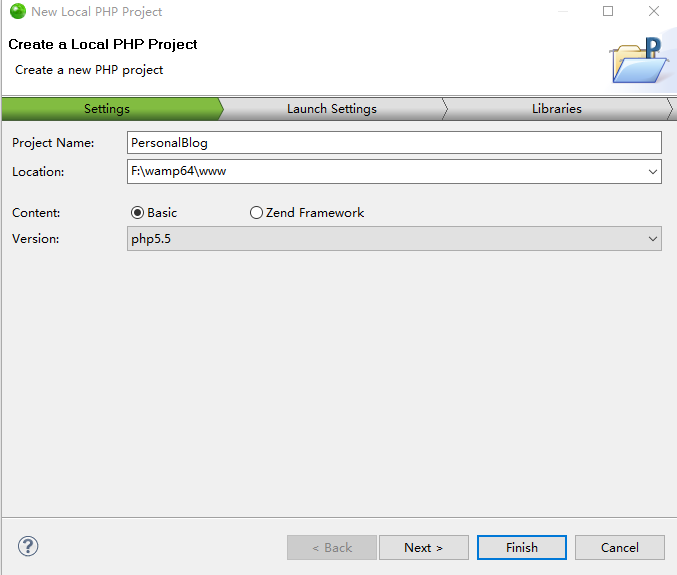 New Local PHP Project
Create a Local PHP Project
Create a new PHP project
Settings Launch Settings Libraries
Project Name: PersonalBlog
Location: F:\wamp64\www
Content: Basic Zend Framework
Version: php5.5
? < Back Next > Finish Cancel